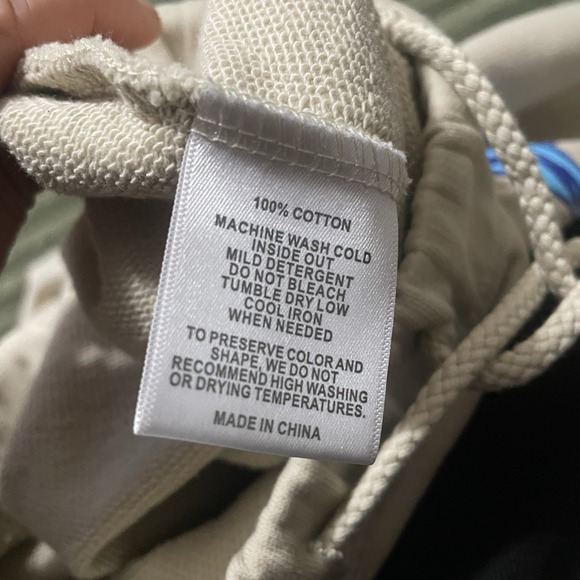 100% COTTON
MACHINE WASH COLD
INSIDE OUT
MILD DETERGENT
DO NOT BLEACH
TUMBLE DRY LOW
COOL IRON
WHEN NEEDED
TO PRESERVE COLOR AND
SHAPE, WE DO NOT
RECOMMEND HIGH WASHING
OR DRYING TEMPERATURES.
MADE IN CHINA